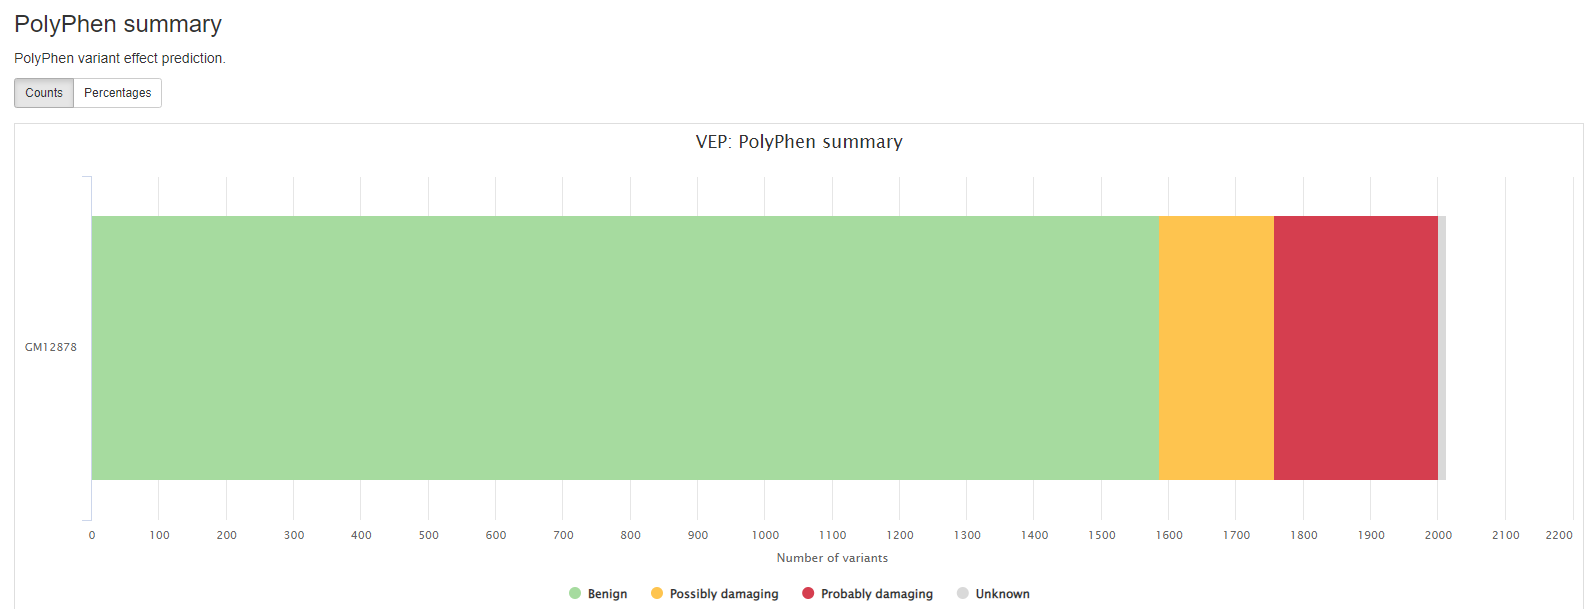 PolyPhen summary
PolyPhen variant effect prediction.
Counts Percentages
VEP: PolyPhen summary
GM12878
0 100 200 300 400 500 600 700 800 900 1000 1100 1200 1300 1400 1500 1600 1700 1800 1900 2000 2100 2200
Number of variants
Benign Possibly damaging Probably damaging Unknown